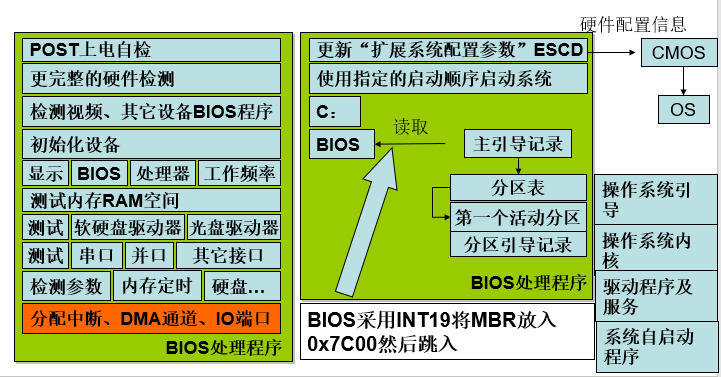 POST上电自检
更完整的硬件检测
检测视频、其它设备BIOS程序
初始化设备
显示 BIOS 处理器 工作频率
测试内存RAM空间
测试 软硬盘驱动器 光盘驱动器
测试 串口 并口 其它接口
检测参数 内存定时 硬盘...
分配中断、DMA通道、IO端口
BIOS处理程序
更新“扩展系统配置参数”ESCD
使用指定的启动顺序启动系统
C：
BIOS
读取
主引导记录
分区表
第一个活动分区
分区引导记录
BIOS处理程序
BIOS采用INT19将MBR放入
0x7C00然后跳入
硬件配置信息
CMOS
OS
操作系统引
导
操作系统内
核
驱动程序及
服务
系统自启动
程序